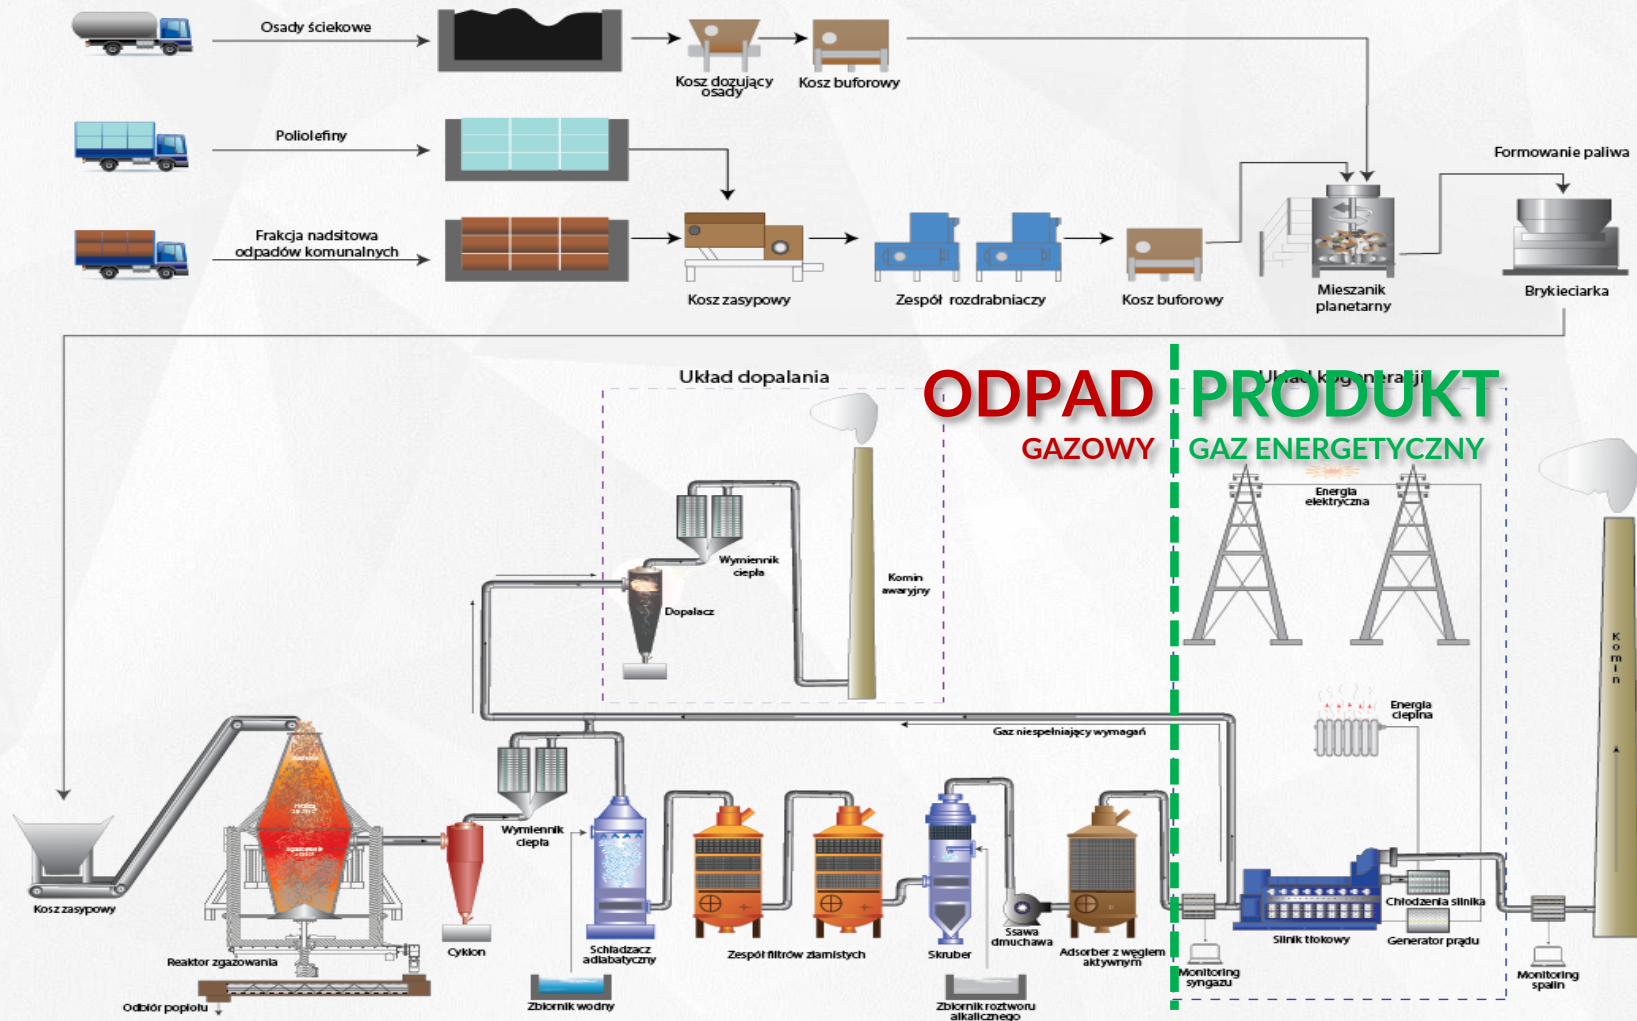 Osady ściekowe
Kosz dozujący
osady
Kosz buforowy
Poliolefiny
Formowanie paliwa
Frakcja nadsitowa
odpadów komunalnych
Kosz zasypowy
Zespół rozdrabniaczy
Kosz buforowy
Mieszanik
planetarny
Brykieciarka
Układ dopalania
ODPAD
GAZOWY
Układ kogeneracji
PRODUKT
GAZ ENERGETYCZNY
Energia
elektryczna
Wymiennik
ciepła
Dopalacz
Komin
awaryjny
Komin
Energia
cieplna
Gaz niespełniający wymagań
Wymiennik
ciepła
Kosz zasypowy
Reaktor zgazowania
Odbiór popiołu
Cyklon
Schładzacz
adiabatyczny
Zbiornik wodny
Zespół filtrów ziarnistych
Skruber
Ssawa
dmuchawa
Zbiornik roztworu
alkalicznego
Adsorber z węglem
aktywnym
Monitoring
syngazu
Silnik tłokowy
Chłodzenia silnika
Generator prądu
Monitoring
spalin